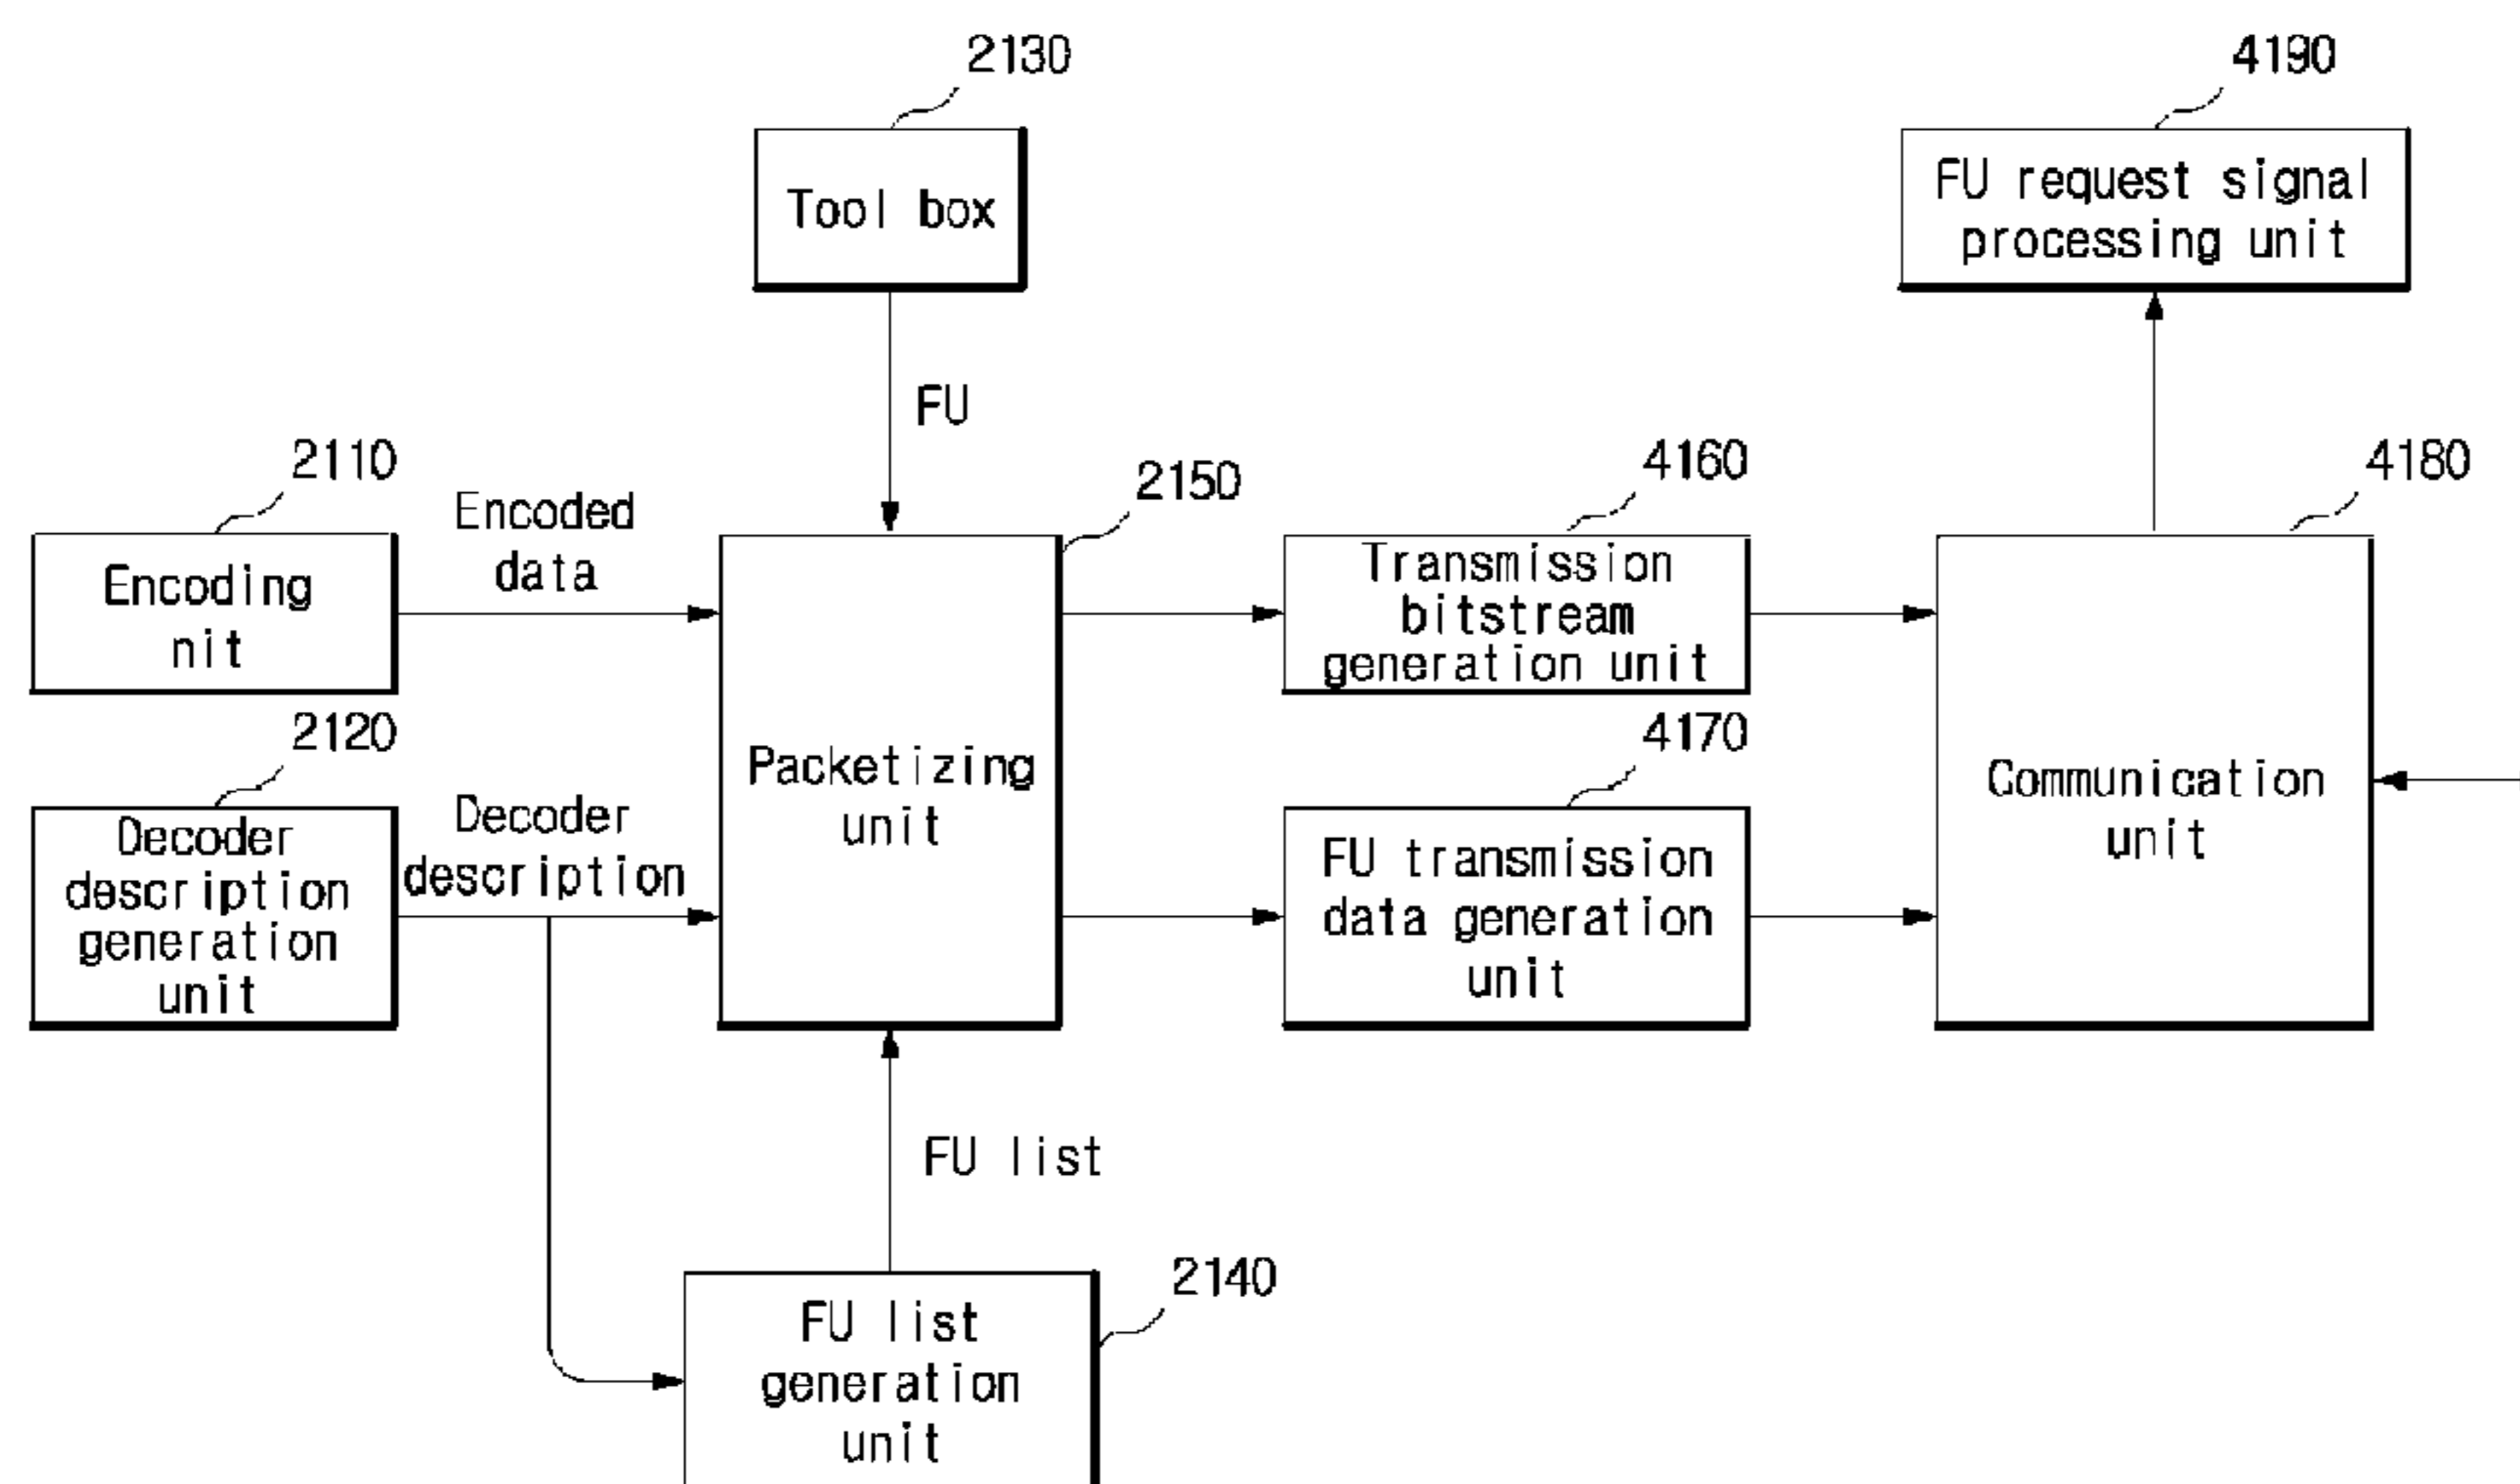 2130
4190
Tool box
FU request signal
processing unit
FU
2110
Encoded
data
2150
4160
4180
Encoding
nit
Transmission
bitstream
generation unit
2120
4170
Decoder
description
generation
unit
Decoder
description
Packetizing
unit
FU transmission
data generation
unit
Communication
unit
FU list
2140
FU list
generation
unit